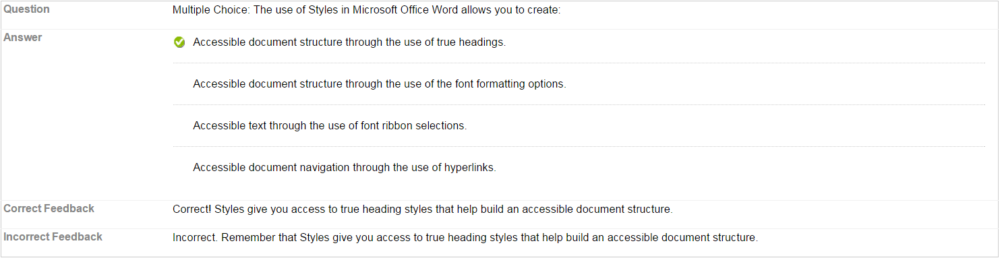 Question Multiple Choice: The use of Styles in Microsoft Office Word allows you to create:
Answer Accessible document structure through the use of true headings.
Accessible document structure through the use of the font formatting options.
Accessible text through the use of font ribbon selections.
Accessible document navigation through the use of hyperlinks.
Correct Feedback Correct! Styles give you access to true heading styles that help build an accessible document structure.
Incorrect Feedback Incorrect. Remember that Styles give you access to true heading styles that help build an accessible document structure.